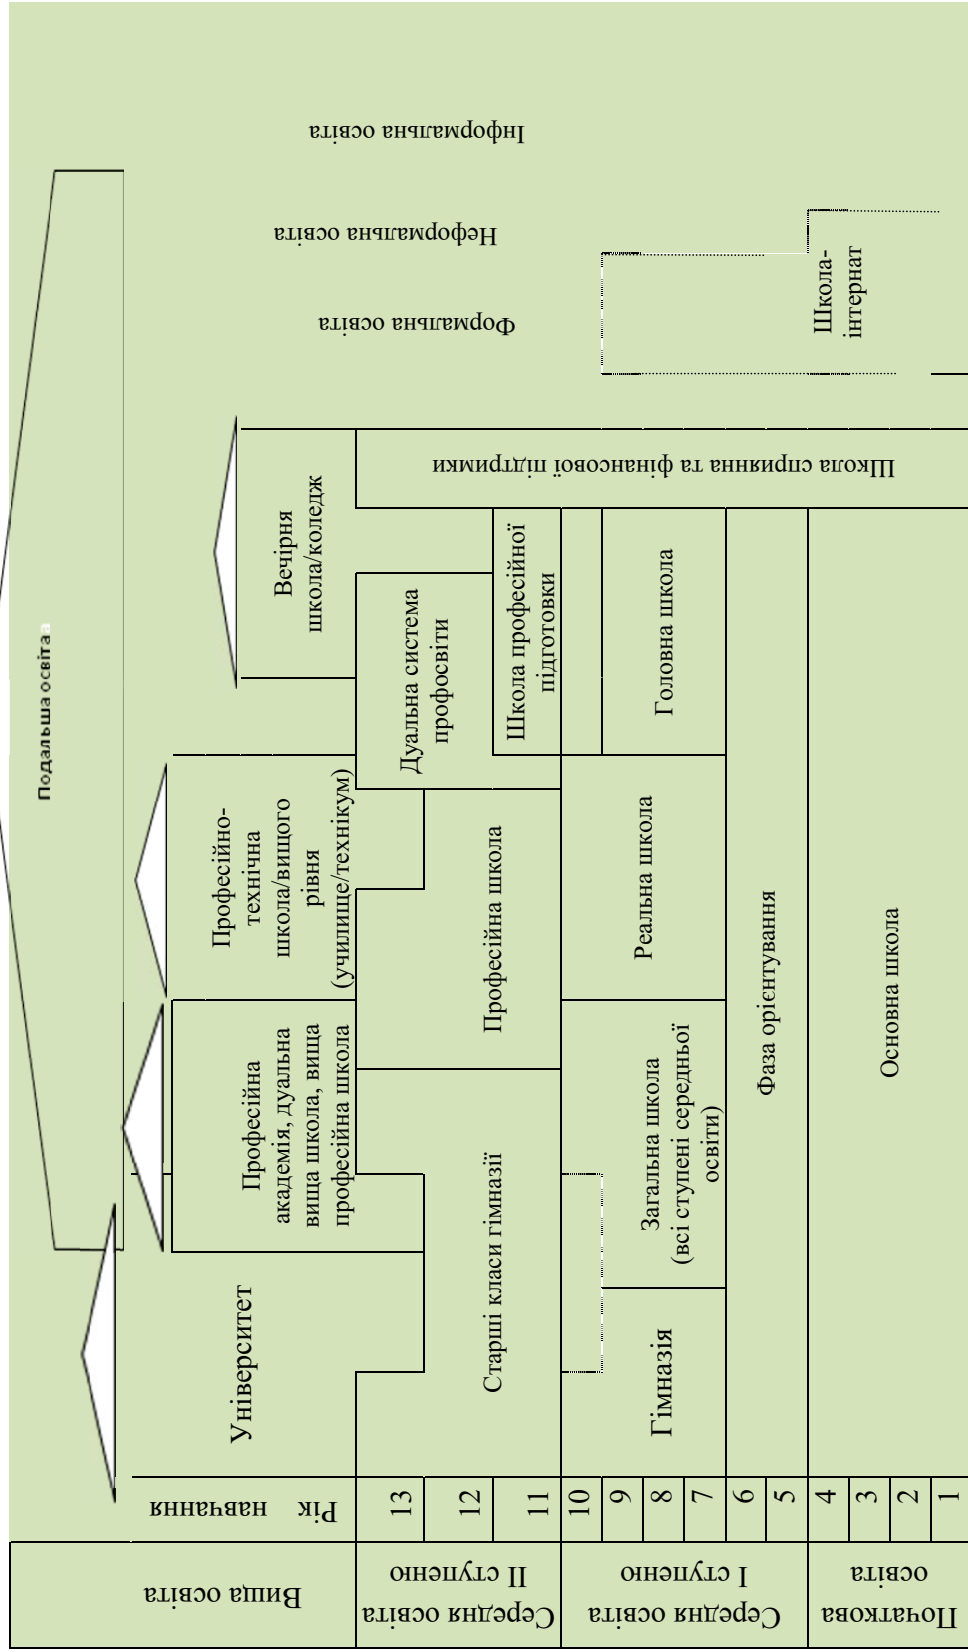 Подальша освіта
Вища освіта
Рік навчання
Університет
Професійна
академія, дуальна
вища школа, вища
професійна школа
Професійно-
технічна
школа/вищого
рівня
(училище/технікум)
Вечірня
школа/коледж
Середня освіта
ІІ ступеню
13
12
11
Старші класи гімназії
Професійна школа
Дуальна система
профосвіти
Школа професійної
підготовки
Школа сприяння та фінансової підтримки
Середня освіта
І ступеню
10
9
8
7
6
5
Гімназія
Загальна школа
(всі ступені середньої
освіти)
Реальна школа
Головна школа
Фаза орієнтування
Початкова
освіта
4
3
2
1
Основна школа
Школа-
інтернат
Формальна освіта
Неформальна освіта
Інформальна освіта